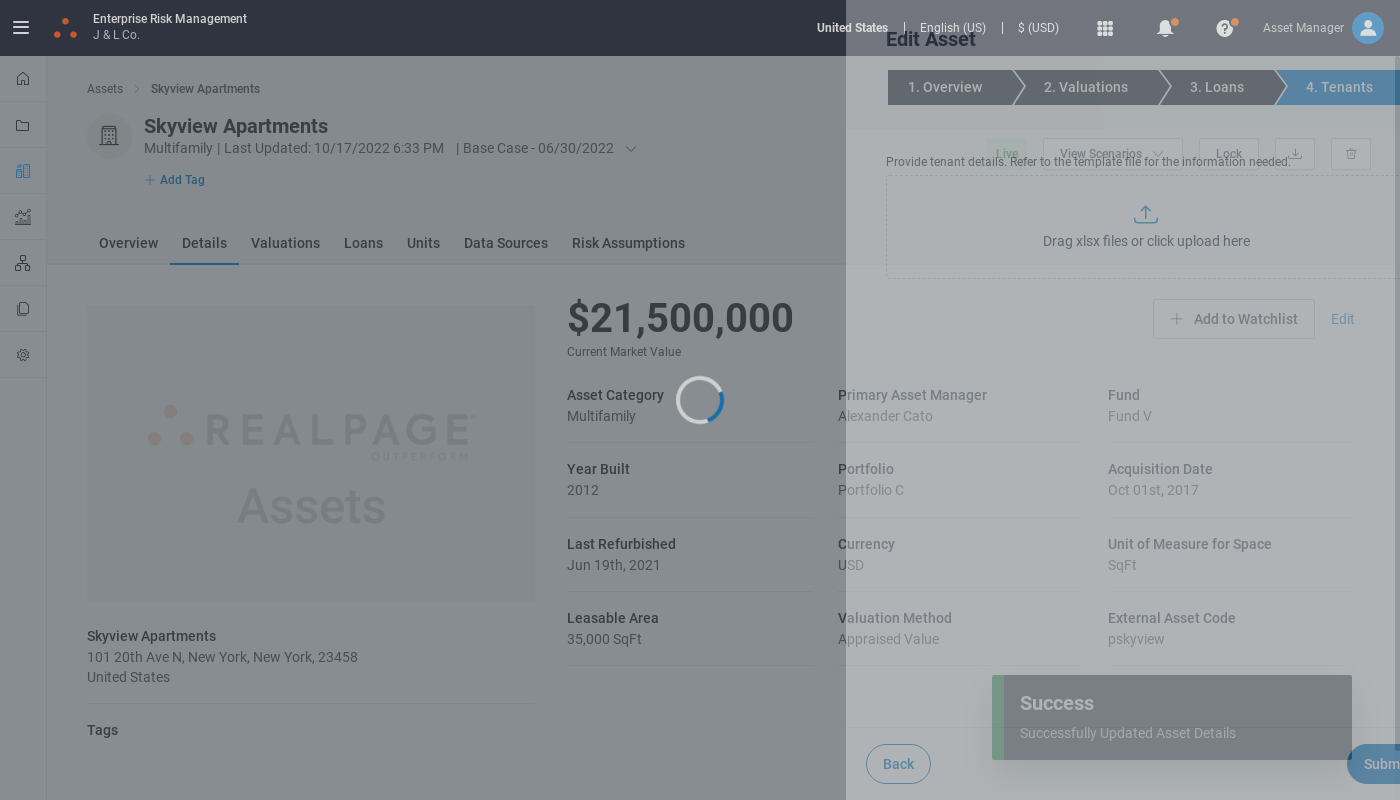 Enterprise Risk Management
J & L Co.
United States | English (US) | $ (USD)
Asset Manager
Edit Asset
1. Overview
2. Valuations
3. Loans
4. Tenants
Assets > Skyview Apartments
Skyview Apartments
Multifamily | Last Updated: 10/17/2022 6:33 PM | Base Case - 06/30/2022
+ Add Tag
Live
View Scenarios
Lock
Provide tenant details. Refer to the template file for the information needed.
Drag xlsx files or click upload here
Overview
Details
Valuations
Loans
Units
Data Sources
Risk Assumptions
$21,500,000
Current Market Value
+ Add to Watchlist
Edit
REALPAGE
OUTPERFORM
Assets
Asset Category
Multifamily
Primary Asset Manager
Alexander Cato
Fund
Fund V
Year Built
2012
Portfolio
Portfolio C
Acquisition Date
Oct 01st, 2017
Last Refurbished
Jun 19th, 2021
Currency
USD
Unit of Measure for Space
SqFt
Leasable Area
35,000 SqFt
Valuation Method
Appraised Value
External Asset Code
pskyview
Skyview Apartments
101 20th Ave N, New York, New York, 23458
United States
Tags
Success
Successfully Updated Asset Details
Back
Subm